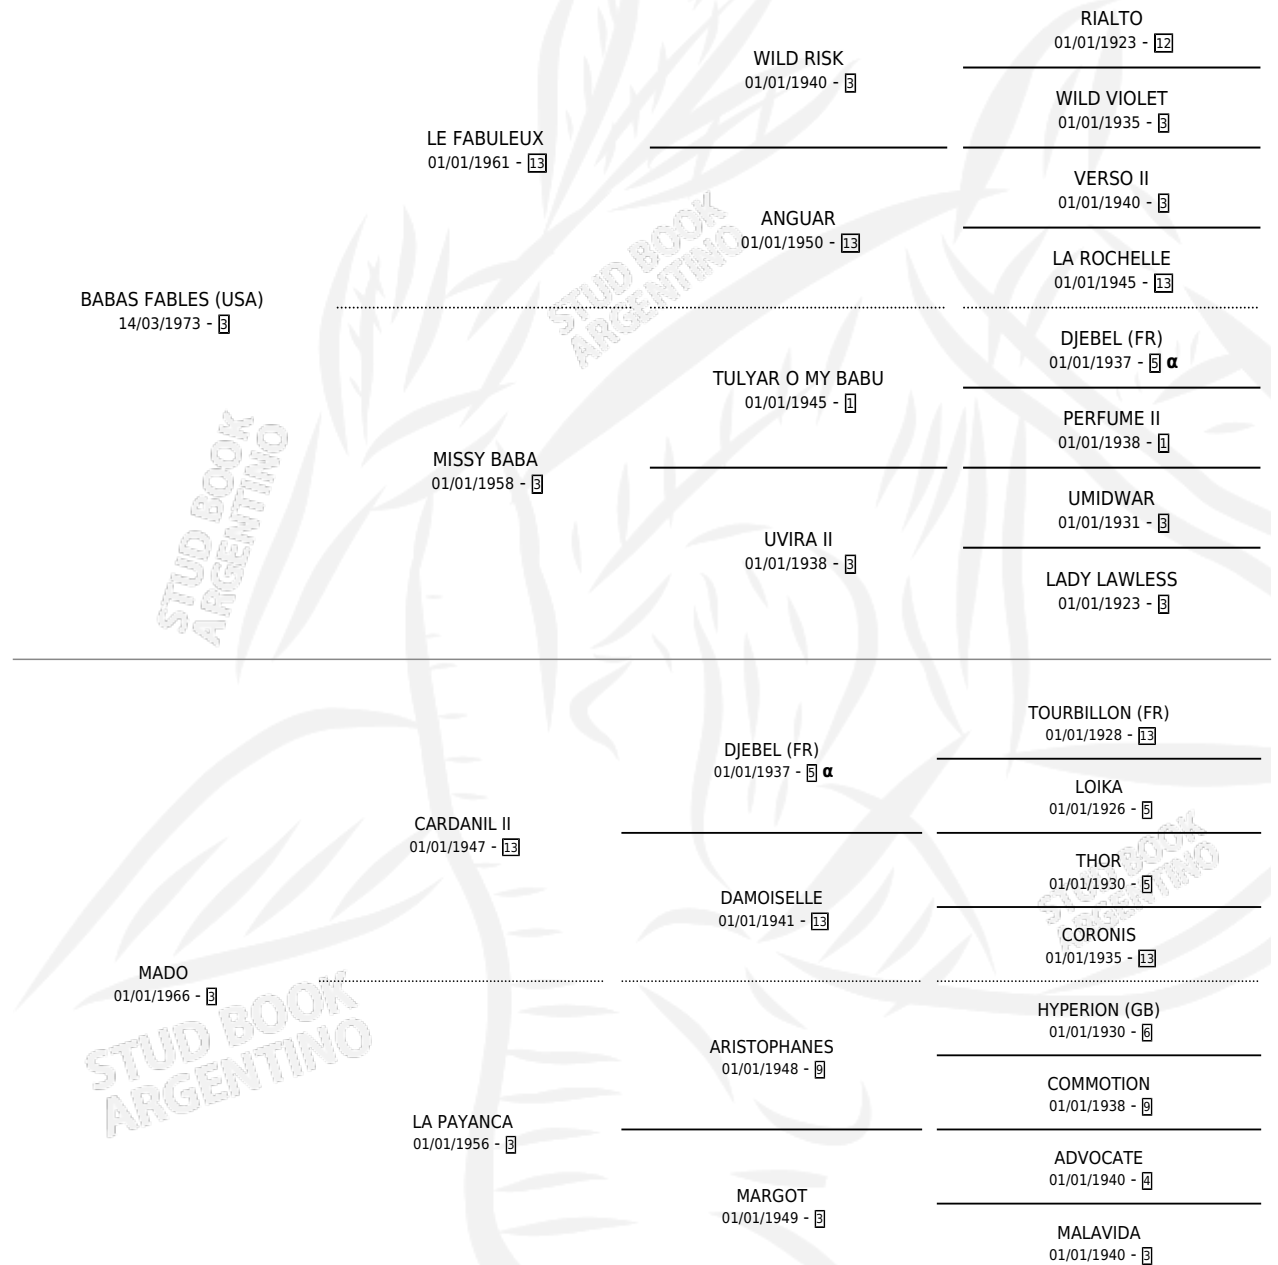 RIALTO
01/01/1923 - 12
WILD RISK
01/01/1940 - 3
WILD VIOLET
01/01/1935 - 3
LE FABULEUX
01/01/1961 - 13
VERSO II
01/01/1940 - 3
ANGUAR
01/01/1950 - 13
LA ROCHELLE
01/01/1945 - 13
BABAS FABLES (USA)
14/03/1973 - 3
DJEBEL (FR)
01/01/1937 - 5 α
TULYAR O MY BABU
01/01/1945 - 1
PERFUME II
01/01/1938 - 1
MISSY BABA
01/01/1958 - 3
UMIDWAR
01/01/1931 - 3
UVIRA II
01/01/1938 - 3
LADY LAWLESS
01/01/1923 - 3
TOURBILLON (FR)
01/01/1928 - 13
DJEBEL (FR)
01/01/1937 - 5 α
LOIKA
01/01/1926 - 5
CARDANIL II
01/01/1947 - 13
THOR
01/01/1930 - 5
DAMOISELLE
01/01/1941 - 13
CORONIS
01/01/1935 - 13
MADO
01/01/1966 - 3
HYPERION (GB)
01/01/1930 - 6
ARISTOPHANES
01/01/1948 - 9
COMMOTION
01/01/1938 - 9
LA PAYANCA
01/01/1956 - 3
ADVOCATE
01/01/1940 - 4
MARGOT
01/01/1949 - 3
MALAVIDA
01/01/1940 - 3
STUD BOOK
ARGENTINO
STUD BOOK
ARGENTINO
STUD BOOK
ARGENTINO
STUD BOOK
ARGENTINO